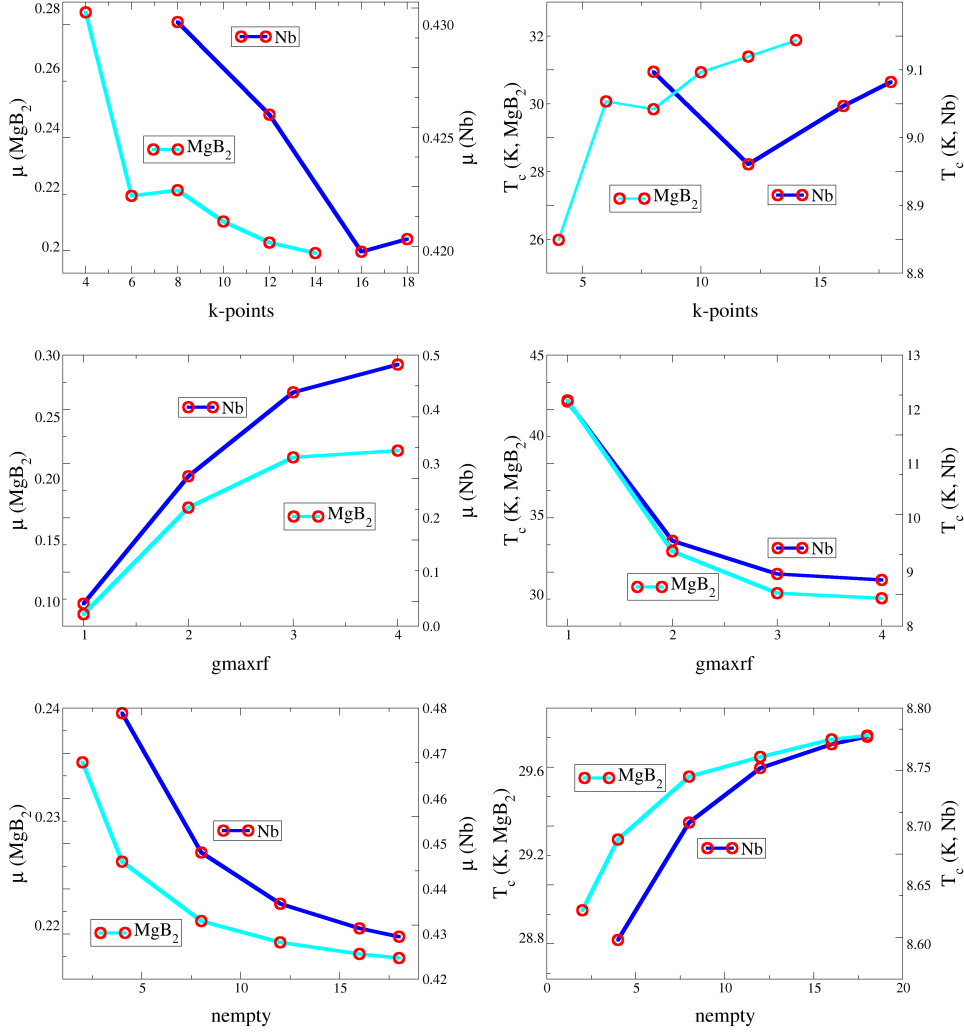 0.28
0.26
0.24
0.22
0.2
μ (MgB2)
0.430
0.425
0.420
μ (Nb)
Nb
MgB2
4 6 8 10 12 14 16 18
k-points
32
30
28
26
Tc (K, MgB2)
9.1
9.0
8.9
8.8
Tc (K, Nb)
MgB2
Nb
5 10 15
k-points
0.30
0.25
0.20
0.15
0.10
μ (MgB2)
0.5
0.4
0.3
0.2
0.1
0.0
μ (Nb)
Nb
MgB2
1 2 3 4
gmaxrf
45
40
35
30
Tc (K, MgB2)
13
12
11
10
9
8
Tc (K, Nb)
Nb
MgB2
1 2 3 4
gmaxrf
0.24
0.23
0.22
μ (MgB2)
0.48
0.47
0.46
0.45
0.44
0.43
0.42
μ (Nb)
Nb
MgB2
5 10 15
nempty
29.6
29.2
28.8
Tc (K, MgB2)
8.80
8.75
8.70
8.65
8.60
Tc (K, Nb)
MgB2
Nb
0 5 10 15 20
nempty